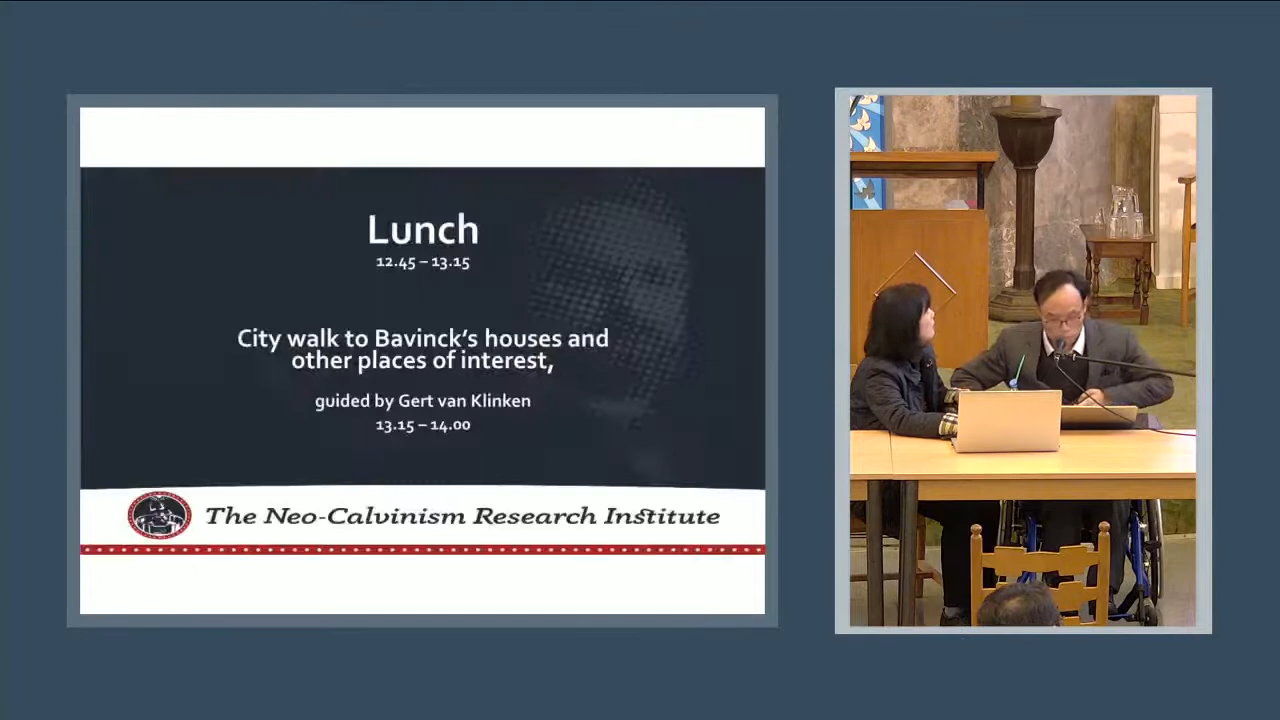 Lunch
12.45 – 13.15
City walk to Bavinck’s houses and
other places of interest,
guided by Gert van Klinken
13.15 – 14.00
The Neo-Calvinism Research Institute